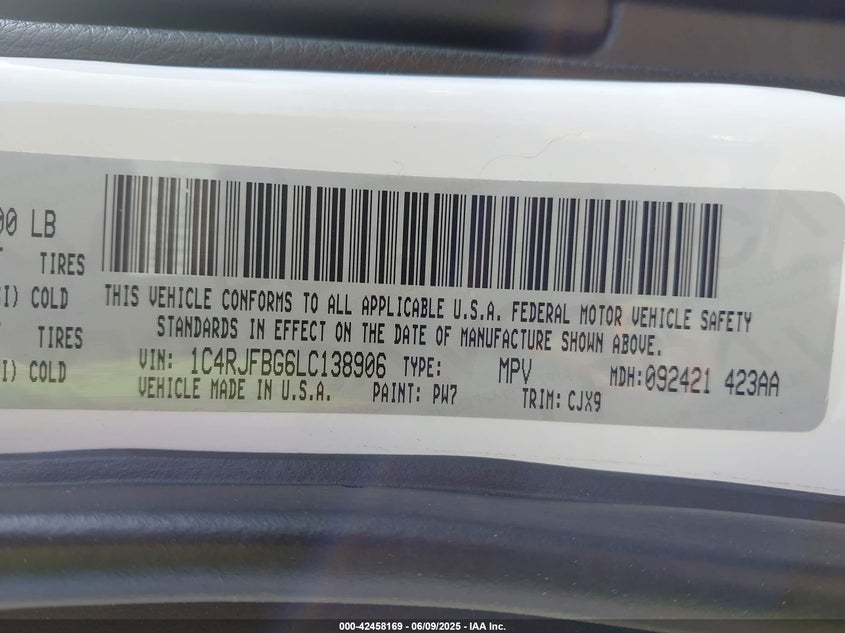 00 LB
TIRES
COLD
TIRES
COLD
THIS VEHICLE CONFORMS TO ALL APPLICABLE U.S.A. FEDERAL MOTOR VEHICLE SAFETY
STANDARDS IN EFFECT ON THE DATE OF MANUFACTURE SHOWN ABOVE.
VIN: 1C4RJFBG6LC138906 TYPE: MPV MDH:092421 423AA
VEHICLE MADE IN U.S.A. PAINT: PW7 TRIM: CJX9
000-42458169 - 06/09/2025 - IAA Inc.